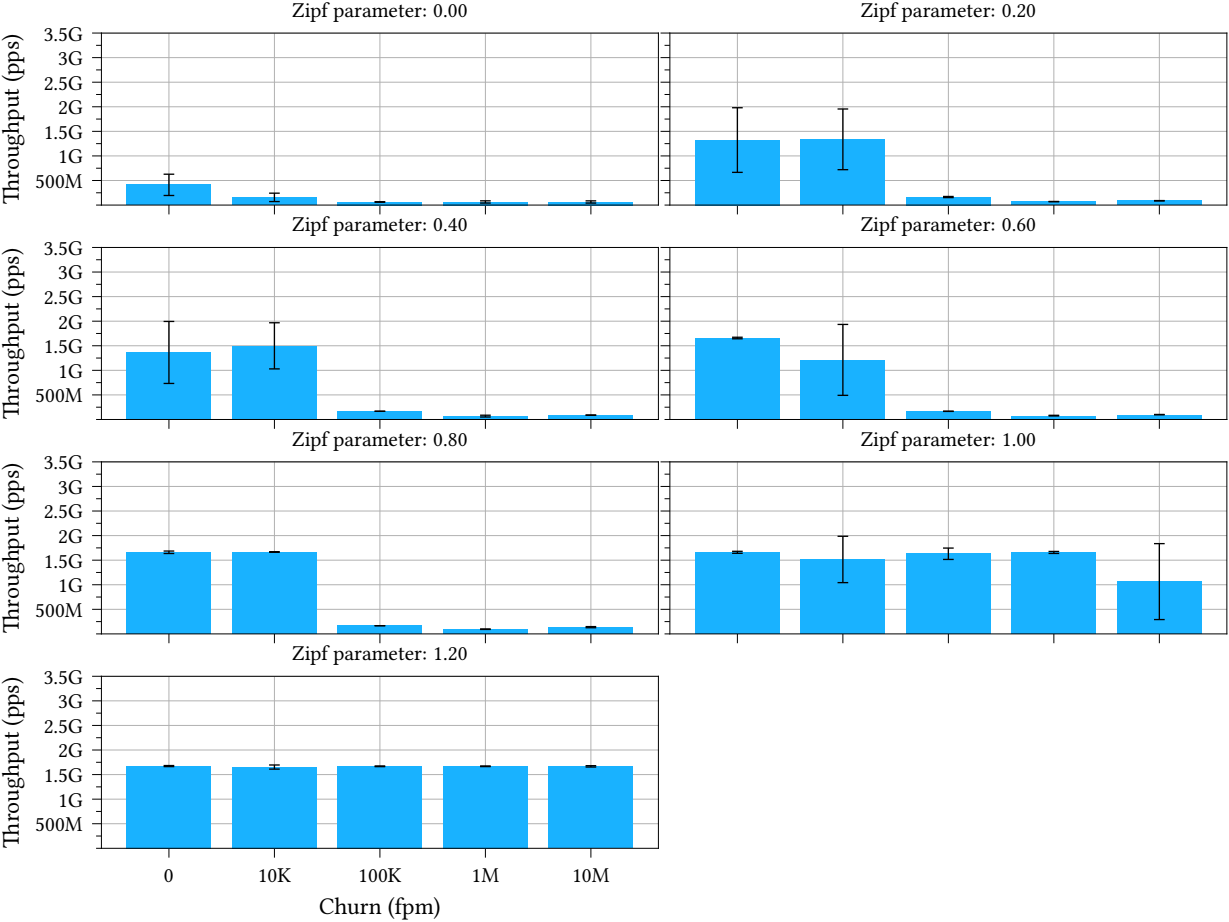 Zipf parameter: 0.00
Zipf parameter: 0.20
Throughput (pps)
3.5G
3G
2.5G
2G
1.5G
1G
500M
Zipf parameter: 0.40
Zipf parameter: 0.60
Throughput (pps)
3.5G
3G
2.5G
2G
1.5G
1G
500M
Zipf parameter: 0.80
Zipf parameter: 1.00
Throughput (pps)
3.5G
3G
2.5G
2G
1.5G
1G
500M
Zipf parameter: 1.20
Throughput (pps)
3.5G
3G
2.5G
2G
1.5G
1G
500M
0 10K 100K 1M 10M
Churn (fpm)